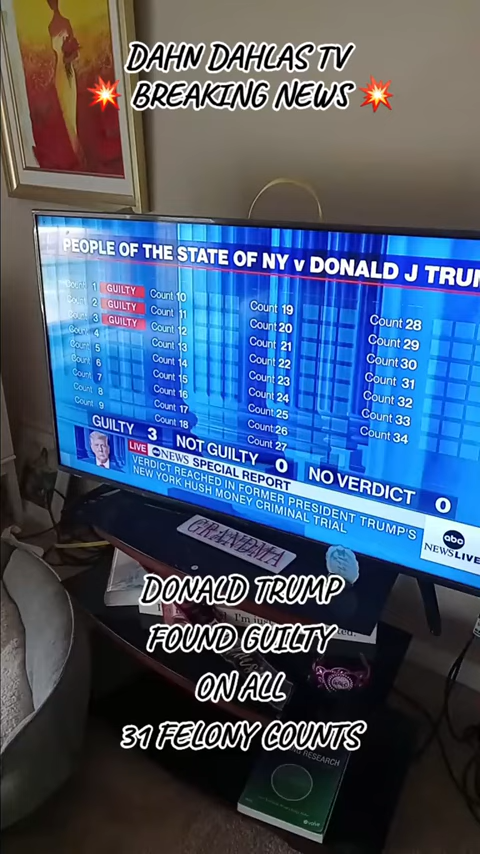 DAHN DAHLAS TV
💥 BREAKING NEWS 💥
PEOPLE OF THE STATE OF NY v DONALD J TRUM
Count 1 GUILTY
Count 2 GUILTY
Count 3 GUILTY
Count 4
Count 5
Count 6
Count 7
Count 8
Count 9
Count 10
Count 11
Count 12
Count 13
Count 14
Count 15
Count 16
Count 17
Count 18
Count 19
Count 20
Count 21
Count 22
Count 23
Count 24
Count 25
Count 26
Count 27
Count 28
Count 29
Count 30
Count 31
Count 32
Count 33
Count 34
GUILTY 3 NOT GUILTY 0 NO VERDICT 0
LIVE abc NEWS SPECIAL REPORT
VERDICT REACHED IN FORMER PRESIDENT TRUMP'S
NEW YORK HUSH MONEY CRIMINAL TRIAL
abc
NEWS LIVE
GRANDMA
DONALD TRUMP
FOUND GUILTY
I'm
ON ALL
31 FELONY COUNTS
RESEARCH